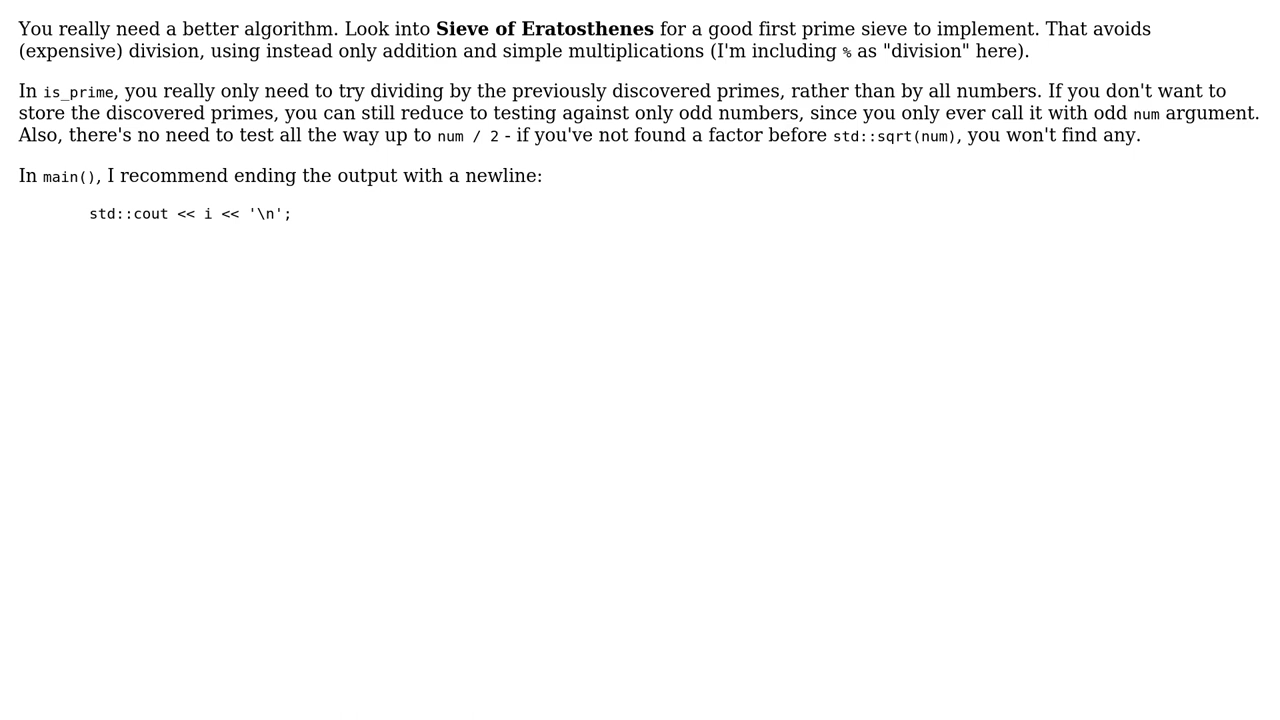 You really need a better algorithm. Look into Sieve of Eratosthenes for a good first prime sieve to implement. That avoids
(expensive) division, using instead only addition and simple multiplications (I'm including % as "division" here).
In is_prime, you really only need to try dividing by the previously discovered primes, rather than by all numbers. If you don't want to
store the discovered primes, you can still reduce to testing against only odd numbers, since you only ever call it with odd num argument.
Also, there's no need to test all the way up to num / 2 - if you've not found a factor before std::sqrt(num), you won't find any.
In main(), I recommend ending the output with a newline:
std::cout << i << '\n';